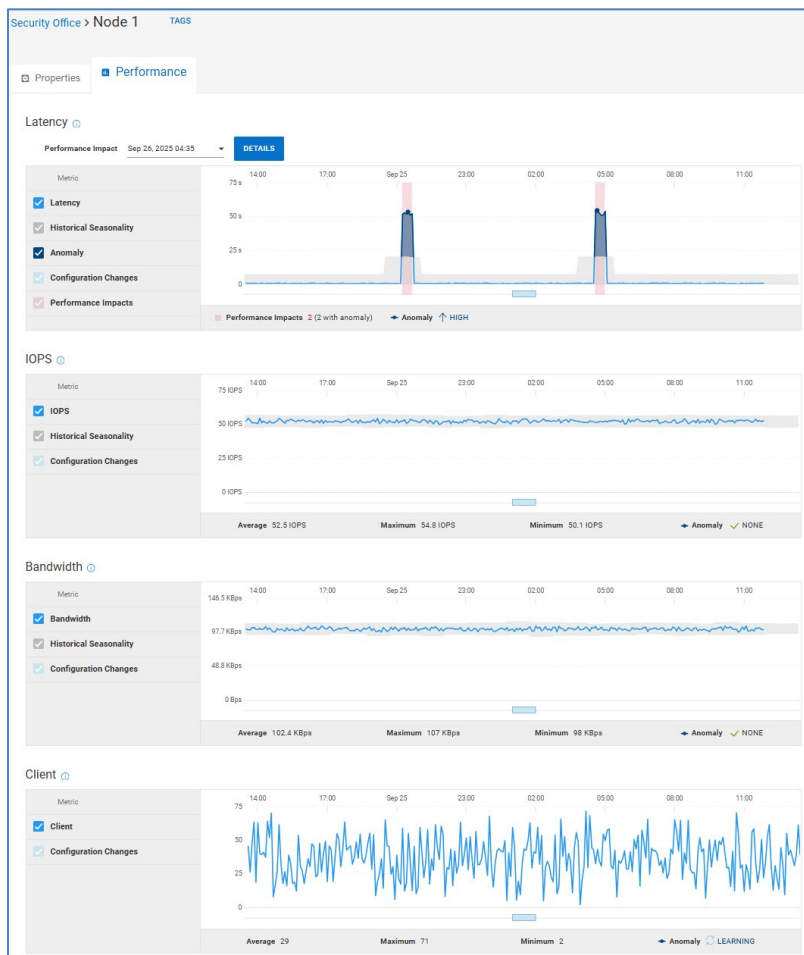 Security Office > Node 1 TAGS
Properties Performance
Latency
Performance Impact Sep 26, 2025 04:35 DETAILS
Metric
Latency
Historical Seasonality
Anomaly
Configuration Changes
Performance Impacts
14:00 17:00 Sep 25 23:00 02:00 05:00 08:00 11:00
75 s
50 s
25 s
0
Performance Impacts 2 (2 with anomaly) Anomaly HIGH
IOPS
Metric
IOPS
Historical Seasonality
Configuration Changes
14:00 17:00 Sep 25 23:00 02:00 05:00 08:00 11:00
75 IOPS
50 IOPS
25 IOPS
0 IOPS
Average 52.5 IOPS Maximum 54.8 IOPS Minimum 50.1 IOPS Anomaly NONE
Bandwidth
Metric
Bandwidth
Historical Seasonality
Configuration Changes
14:00 17:00 Sep 25 23:00 02:00 05:00 08:00 11:00
146.5 KBps
97.7 KBps
48.8 KBps
0 Bps
Average 102.4 KBps Maximum 107 KBps Minimum 98 KBps Anomaly NONE
Client
Metric
Client
Configuration Changes
14:00 17:00 Sep 25 23:00 02:00 05:00 08:00 11:00
75
50
25
0
Average 29 Maximum 71 Minimum 2 Anomaly LEARNING